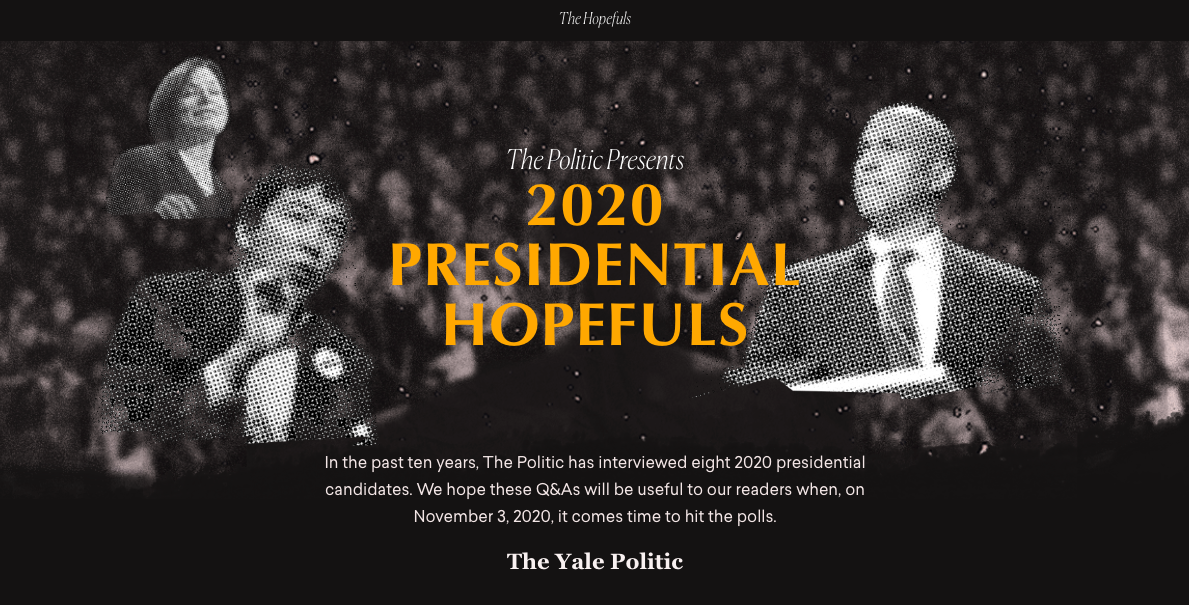 The Hopefuls
The Politic Presents
2020
PRESIDENTIAL
HOPEFULS
In the past ten years, The Politic has interviewed eight 2020 presidential
candidates. We hope these Q&As will be useful to our readers when, on
November 3, 2020, it comes time to hit the polls.
The Yale Politic